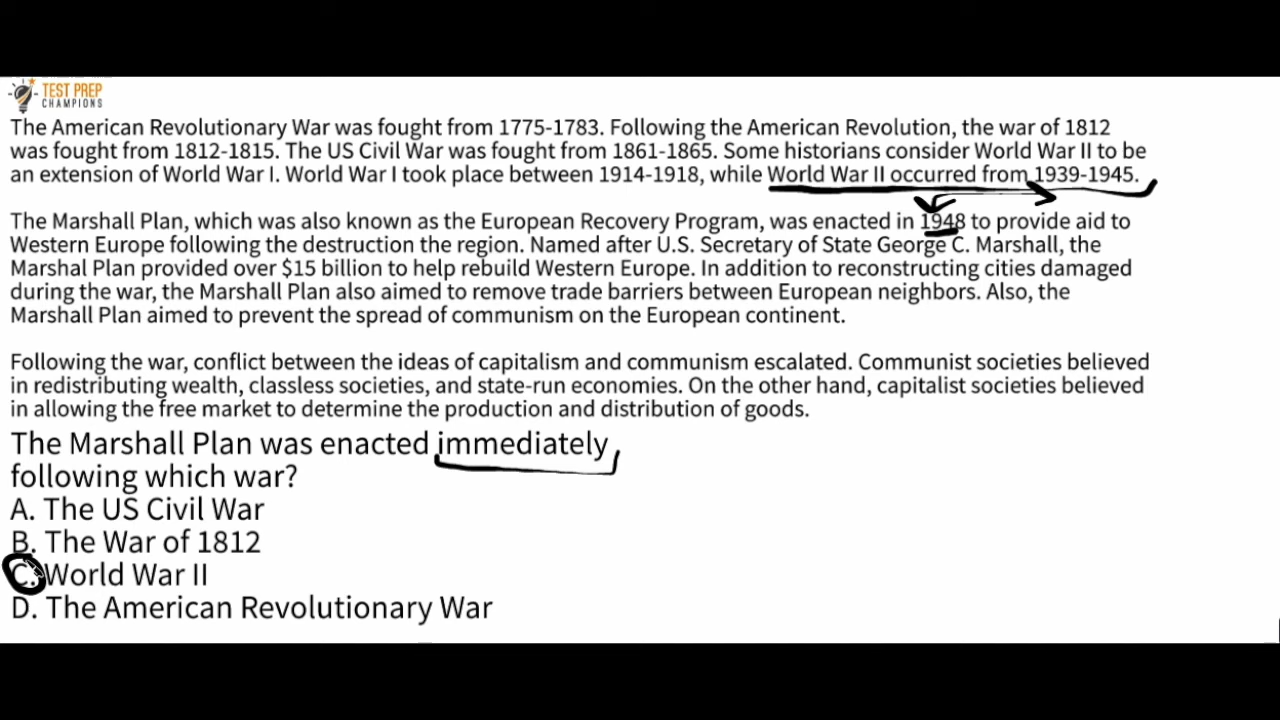 TEST PREP
CHAMPIONS
The American Revolutionary War was fought from 1775-1783. Following the American Revolution, the war of 1812
was fought from 1812-1815. The US Civil War was fought from 1861-1865. Some historians consider World War II to be
an extension of World War I. World War I took place between 1914-1918, while World War II occurred from 1939-1945.
The Marshall Plan, which was also known as the European Recovery Program, was enacted in 1948 to provide aid to
Western Europe following the destruction the region. Named after U.S. Secretary of State George C. Marshall, the
Marshal Plan provided over $15 billion to help rebuild Western Europe. In addition to reconstructing cities damaged
during the war, the Marshall Plan also aimed to remove trade barriers between European neighbors. Also, the
Marshall Plan aimed to prevent the spread of communism on the European continent.
Following the war, conflict between the ideas of capitalism and communism escalated. Communist societies believed
in redistributing wealth, classless societies, and state-run economies. On the other hand, capitalist societies believed
in allowing the free market to determine the production and distribution of goods.
The Marshall Plan was enacted immediately
following which war?
A. The US Civil War
B. The War of 1812
C. World War II
D. The American Revolutionary War